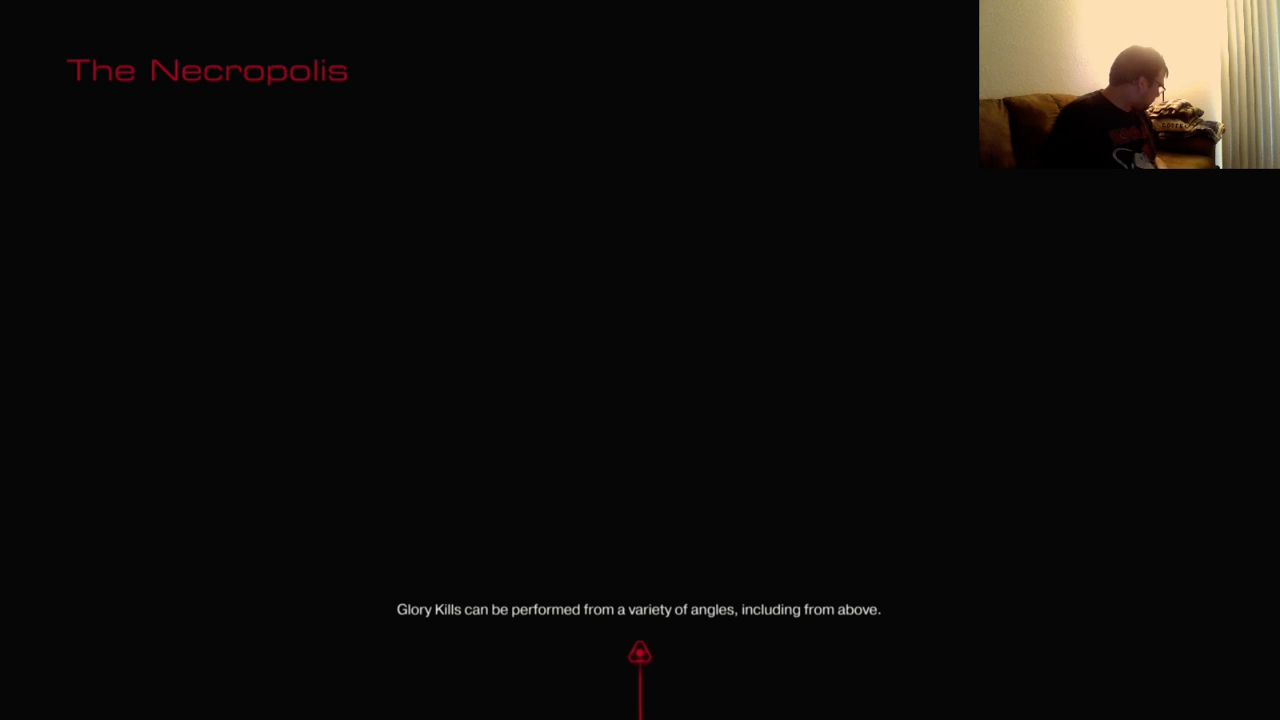 The Necropolis
Glory Kills can be performed from a variety of angles, including from above.